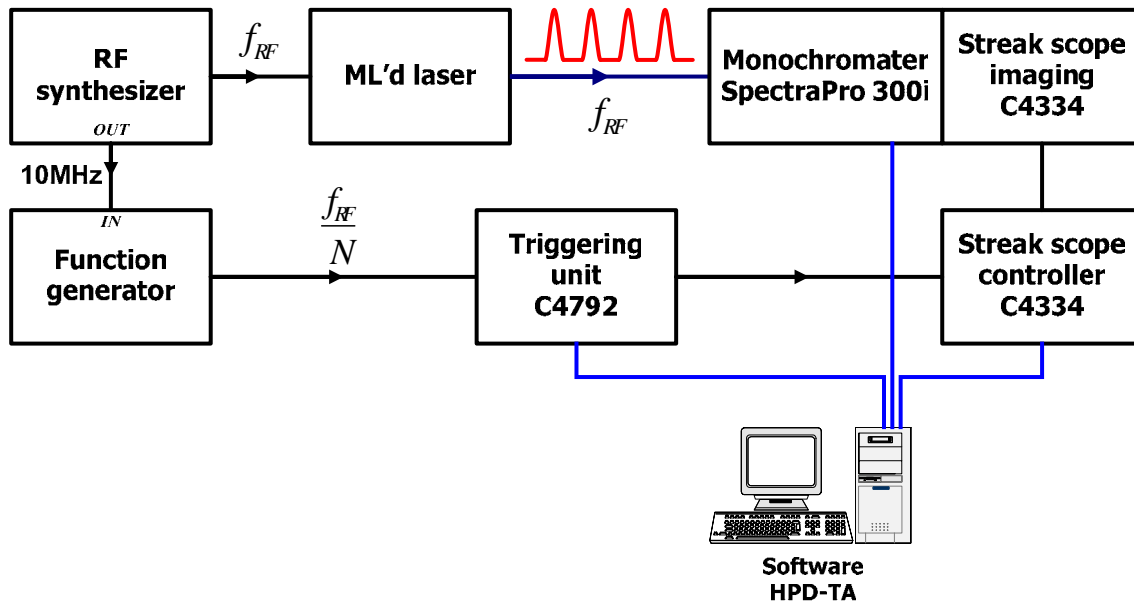 RF
synthesizer
OUT
f_RF
ML'd laser
f_RF
Monochromater
SpectraPro 300i
Streak scope
imaging
C4334
10MHz
IN
Function
generator
f_RF
N
Triggering
unit
C4792
Streak scope
controller
C4334
Software
HPD-TA